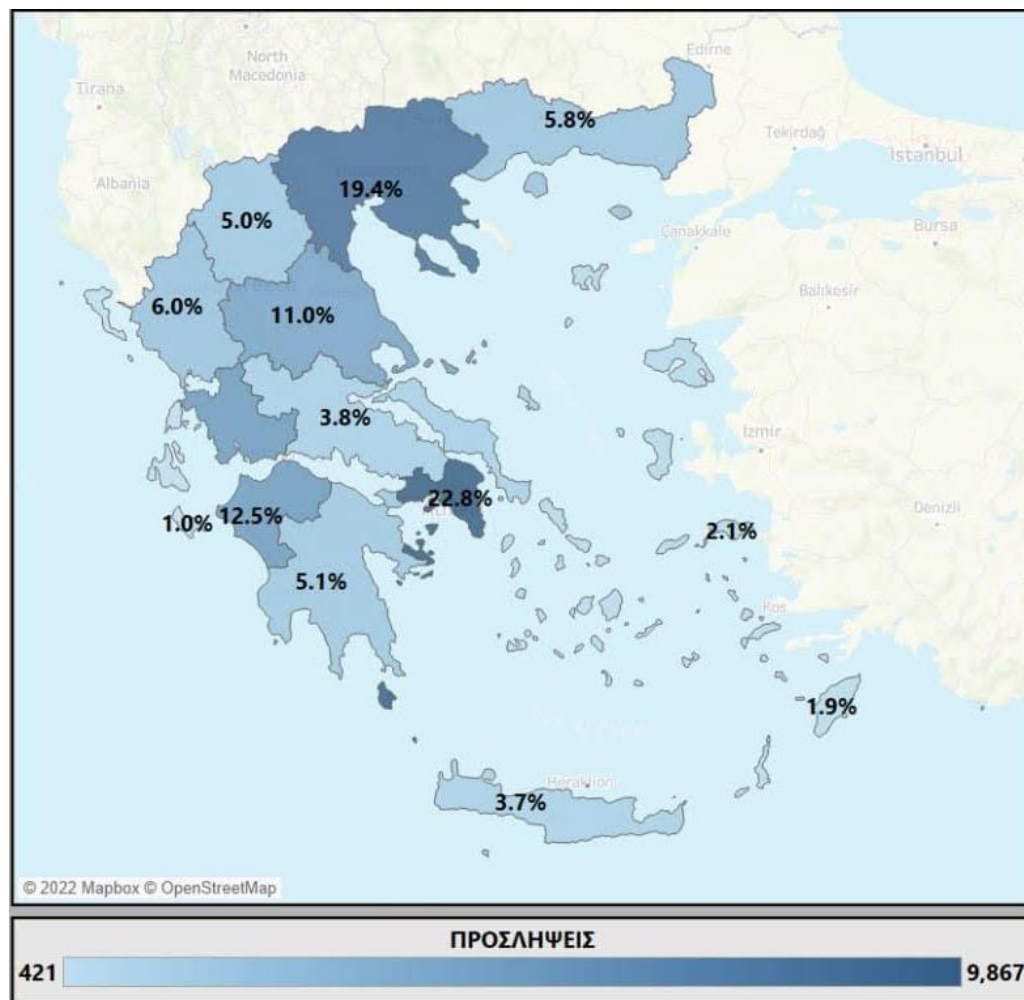 Edirne
North
Macedonia
Tirana
5.8%
Tekirdağ
Istanbul
Albania
19.4%
5.0%
Çanakkale
Bursa
Balıkesir
6.0%
11.0%
3.8%
Izmir
22.8%
Denizli
1.0%
12.5%
2.1%
5.1%
Kos
1.9%
Heraklion
3.7%
© 2022 Mapbox © OpenStreetMap
ΠΡΟΣΛΗΨΕΙΣ
421
9,867